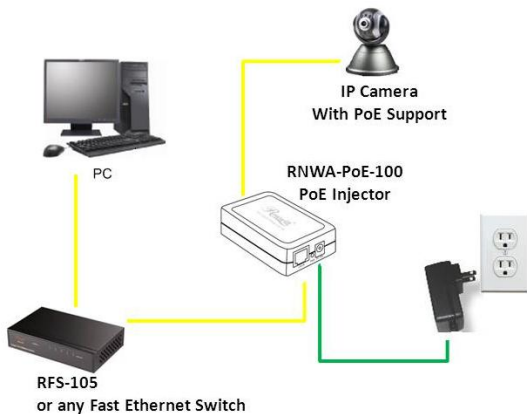 IP Camera
With PoE Support
PC
RNWA-PoE-100
PoE Injector
RFS-105
or any Fast Ethernet Switch